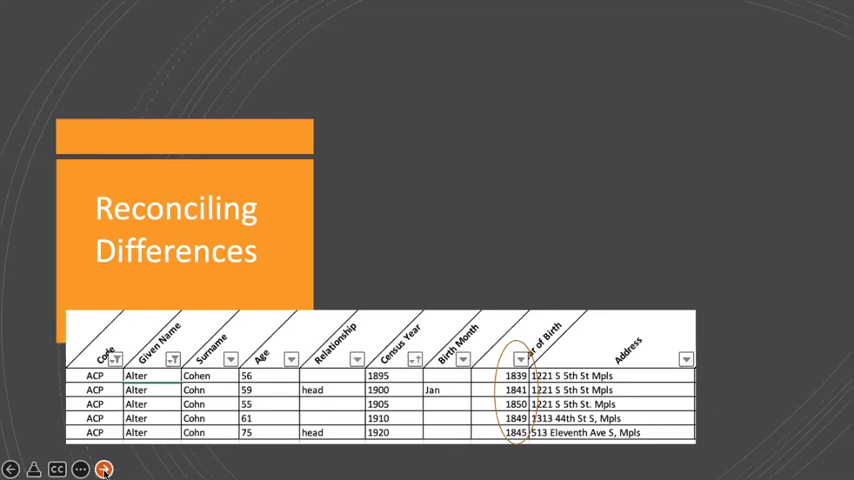 Reconciling
Differences
Code Given Name Surname Age Relationship Census Year Birth Month ar of Birth Address
ACP Alter Cohen 56 1895 1839 1221 S 5th St Mpls
ACP Alter Cohn 59 head 1900 Jan 1841 1221 S 5th St Mpls
ACP Alter Cohn 55 1905 1850 1221 S 5th St. Mpls
ACP Alter Cohn 61 1910 1849 1313 44th St S, Mpls
ACP Alter Cohn 75 head 1920 1845 513 Eleventh Ave S, Mpls
CC